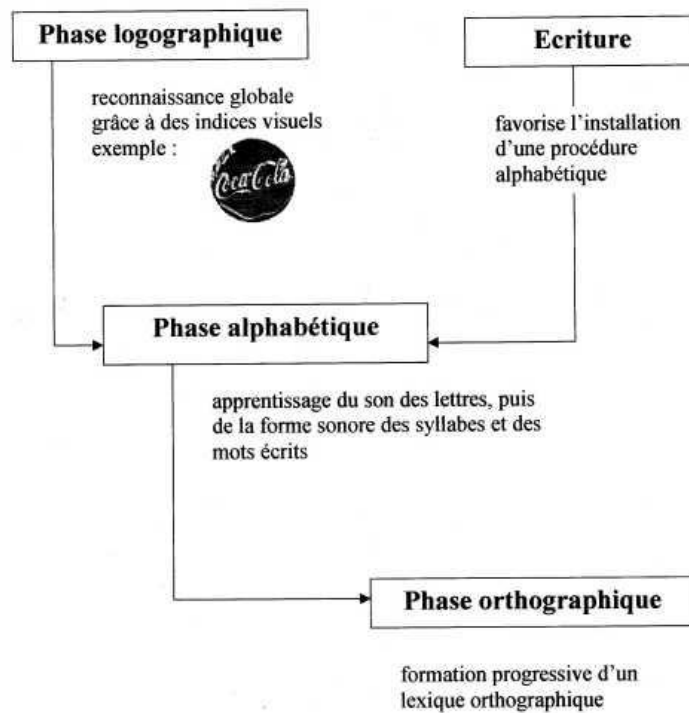 Phase logographique
Ecriture
reconnaissance globale
grâce à des indices visuels
exemple :
Coca-Cola
favorise l'installation
d'une procédure
alphabétique
Phase alphabétique
apprentissage du son des lettres, puis
de la forme sonore des syllabes et des
mots écrits
Phase orthographique
formation progressive d'un
lexique orthographique